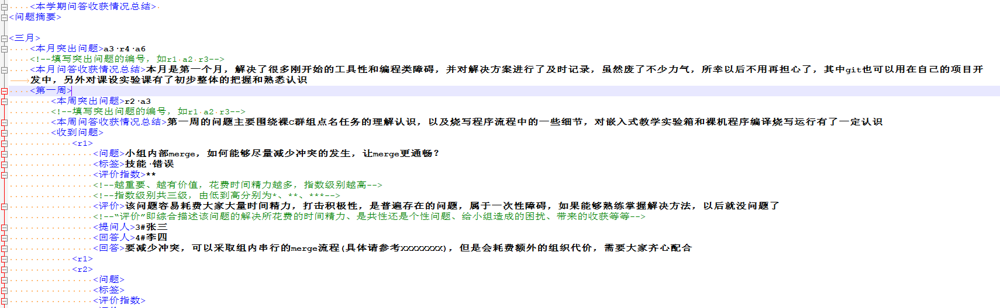 <本学期问答收获情况总结>
<问题摘要>
<三月>
<本月突出问题>a3 r4 a6
<!--填写突出问题的编号，如r1 a2 r3-->
<本月问答收获情况总结>本月是第一个月，解决了很多刚开始的工具性和编程类障碍，并对解决方案进行了及时记录，虽然废了不少力气，所幸以后不用再担心了，其中git也可以用在自己的项目开
发中，另外对课设实验课有了初步整体的把握和熟悉认识
<第一周>
<本周突出问题>r2 a3
<!--填写突出问题的编号，如r1 a2 r3-->
<本周问答收获情况总结>第一周的问题主要围绕裸C群组点名任务的理解认识，以及烧写程序流程中的一些细节，对嵌入式教学实验箱和裸机程序编译烧写运行有了一定认识
<收到问题>
<r1>
<问题>小组内部merge，如何能够尽量减少冲突的发生，让merge更通畅？
<标签>技能 错误
<评价指数>**
<!--越重要、越有价值，花费时间精力越多，指数级别越高-->
<!--指数级别共三级，由低到高分别为*、**、***-->
<评价>该问题容易耗费大家大量时间精力，打击积极性，是普遍存在的问题，属于一次性障碍，如果能够熟练掌握解决方法，以后就没问题了
<!--“评价”即综合描述该问题的解决所花费的时间精力、是共性还是个性问题、给小组造成的困扰、带来的收获等等-->
<提问人>3#张三
<回答人>4#李四
<回答>要减少冲突，可以采取组内串行的merge流程(具体请参考XXXXXXXX)，但是会耗费额外的组织代价，需要大家齐心配合
<r1>
<r2>
<问题>
<标签>
<评价指数>